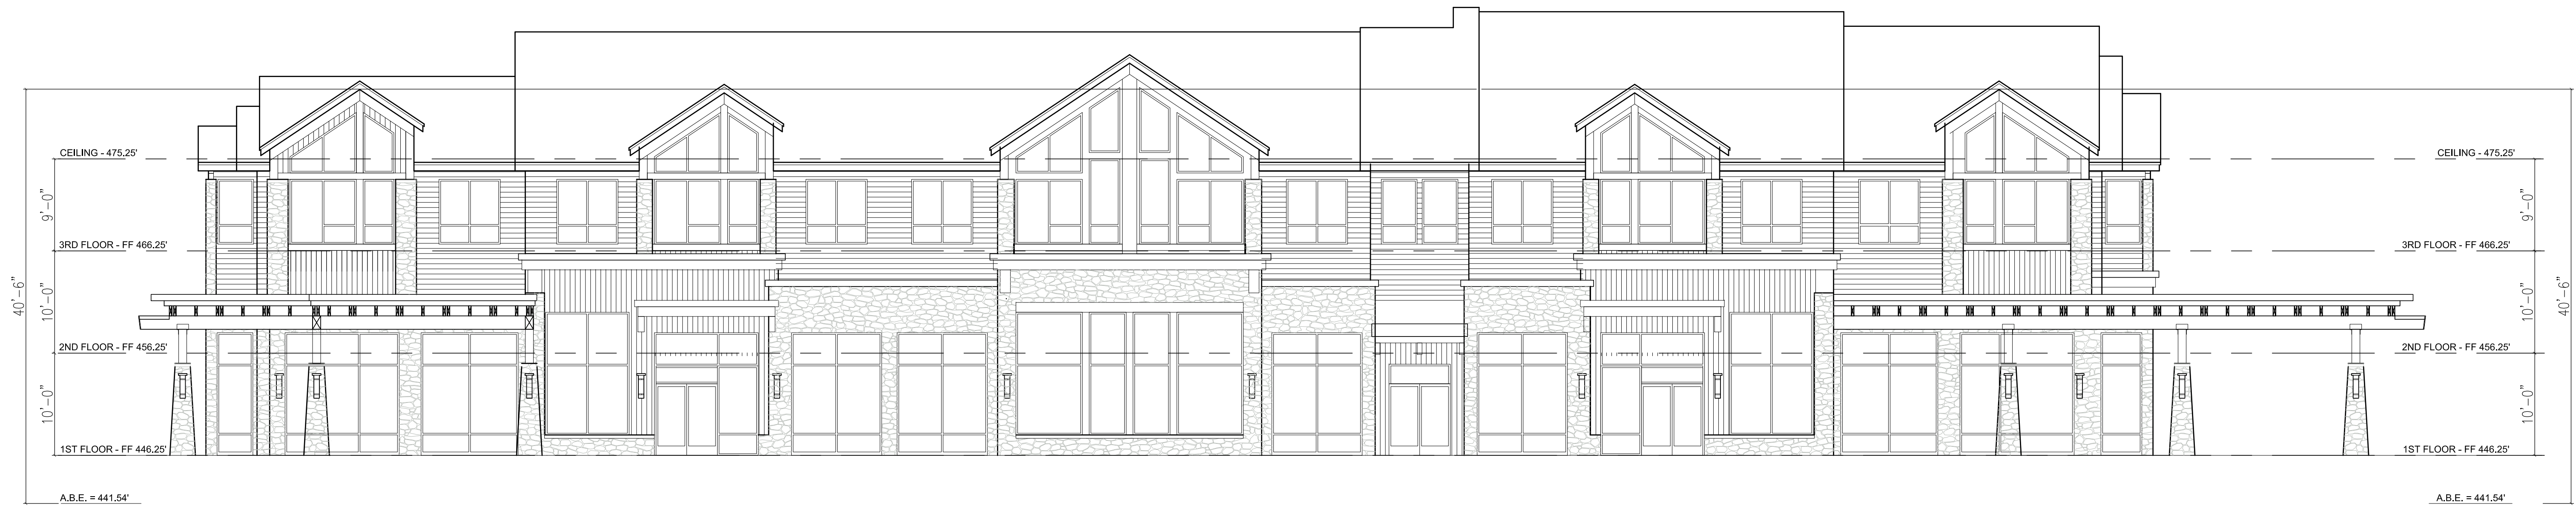 CEILING - 475.25'
CEILING - 475.25'
9'-0"
9'-0"
3RD FLOOR - FF 466.25'
3RD FLOOR - FF 466.25'
40'-6"
10'-0"
10'-0"
40'-6"
2ND FLOOR - FF 456.25'
2ND FLOOR - FF 456.25'
10'-0"
10'-0"
1ST FLOOR - FF 446.25'
1ST FLOOR - FF 446.25'
A.B.E. = 441.54'
A.B.E. = 441.54'